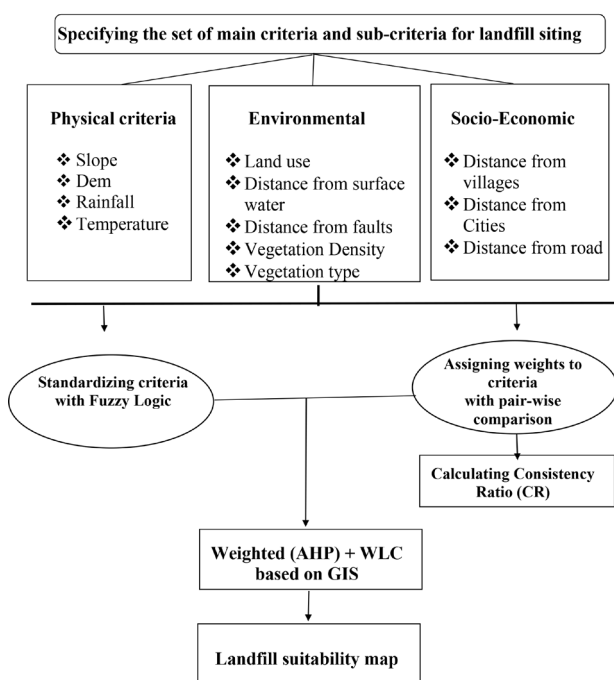 Specifying the set of main criteria and sub-criteria for landfill siting
Physical criteria
❖ Slope
❖ Dem
❖ Rainfall
❖ Temperature
Environmental
❖ Land use
❖ Distance from surface
water
❖ Distance from faults
❖ Vegetation Density
❖ Vegetation type
Socio-Economic
❖ Distance from
villages
❖ Distance from
Cities
❖ Distance from road
Standardizing criteria
with Fuzzy Logic
Assigning weights to
criteria
with pair-wise
comparison
Calculating Consistency
Ratio (CR)
Weighted (AHP) + WLC
based on GIS
Landfill suitability map